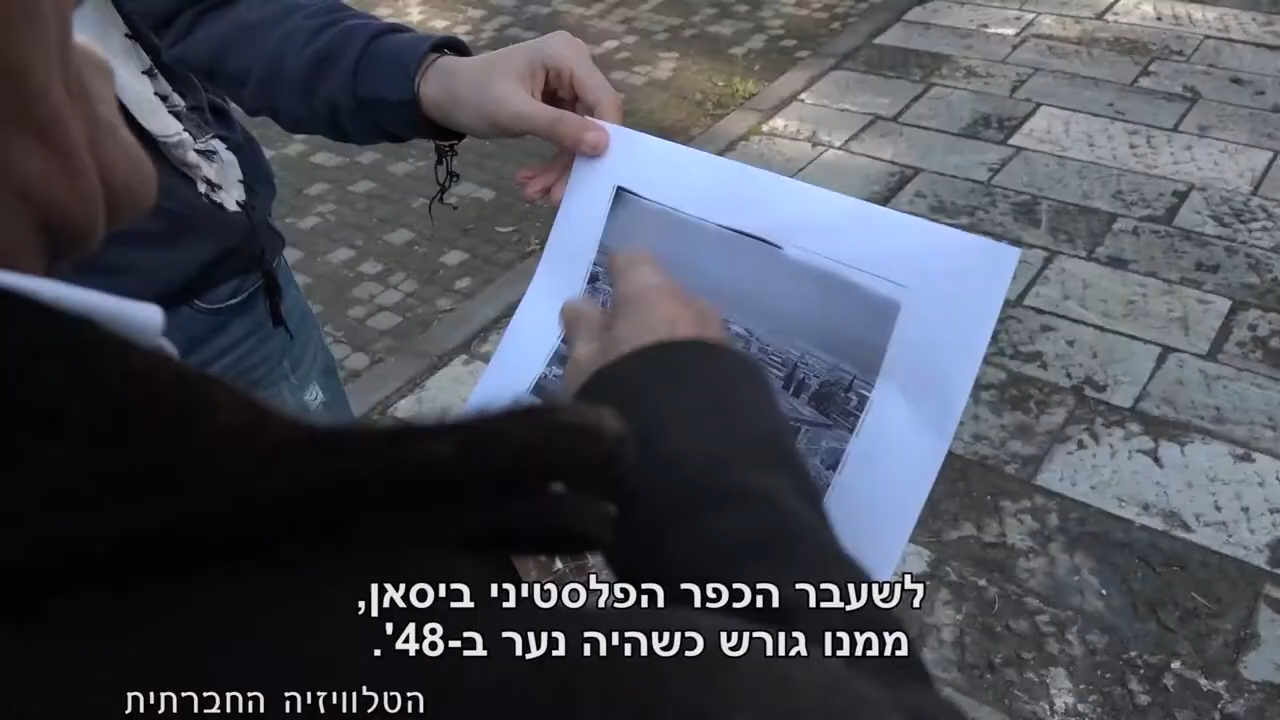 לשעבר הכפר הפלסטיני ביסאן,
ממנו גורש כשהיה נער ב-48'.
הטלוויזיה החברתית